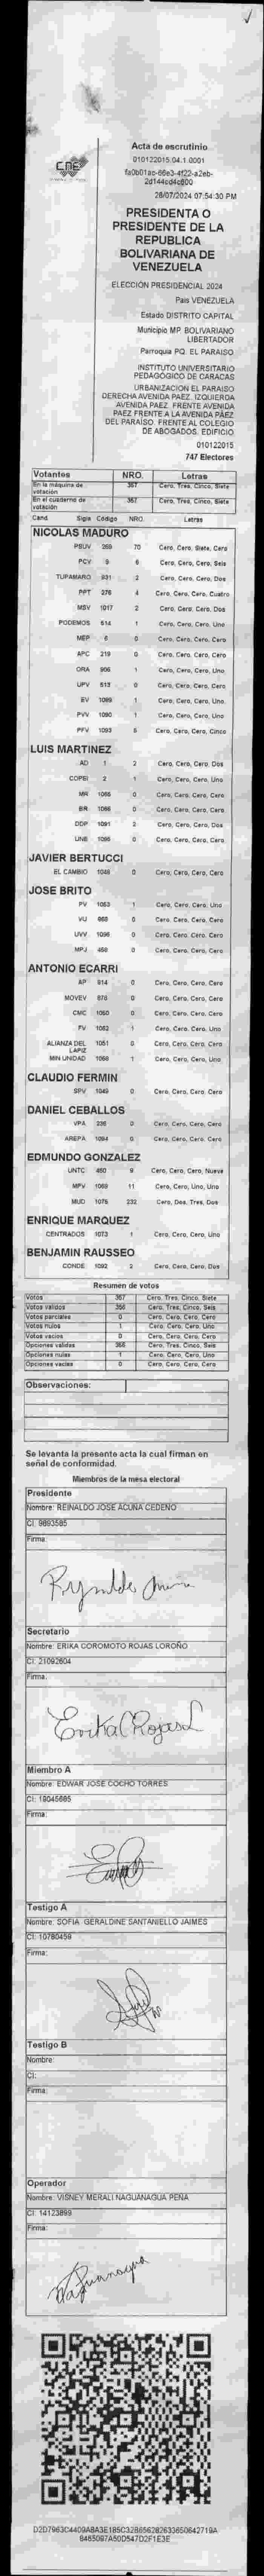 Acta de escrutinio
010122015.04.1.0001
28/07/2024 07:54:30 PM
PRESIDENTA O
PRESIDENTE DE LA
REPUBLICA
BOLIVARIANA DE
VENEZUELA
ELECCIÓN PRESIDENCIAL 2024
País VENEZUELA
Estado DISTRITO CAPITAL
Municipio MP. BOLIVARIANO
LIBERTADOR
Parroquia PQ. EL PARAISO
INSTITUTO UNIVERSITARIO
PEDAGÓGICO DE CARACAS
URBANIZACIÓN EL PARAISO
DERECHA AVENIDA PAEZ. IZQUIERDA
AVENIDA PAEZ. FRENTE AVENIDA
PAEZ FRENTE A LA AVENIDA PÁEZ
DEL PARAISO. FRENTE AL COLEGIO
DE ABOGADOS. EDIFICIO
010122015
747 Electores
Votantes NRO. Letras
En la máquina de votación 367 Cero, Tres, Cinco, Siete
En el cuaderno de votación 367 Cero, Tres, Cinco, Siete
Cand Sigla Código NRO. Letras
NICOLAS MADURO
PSUV 269 70 Cero, Cero, Siete, Cero
PCV 9 6 Cero, Cero, Cero, Seis
TUPAMARO 931 2 Cero, Cero, Cero, Dos
PPT 276 4 Cero, Cero, Cero, Cuatro
MSV 1017 2 Cero, Cero, Cero, Dos
PODEMOS 514 1 Cero, Cero, Cero, Uno
MEP 6 0 Cero, Cero, Cero, Cero
APC 219 0 Cero, Cero, Cero, Cero
ORA 906 1 Cero, Cero, Cero, Uno
UPV 513 0 Cero, Cero, Cero, Cero
EV 1089 1 Cero, Cero, Cero, Uno
PVV 1090 1 Cero, Cero, Cero, Uno
PFV 1093 5 Cero, Cero, Cero, Cinco
LUIS MARTINEZ
AD 1 2 Cero, Cero, Cero, Dos
COPEI 2 1 Cero, Cero, Cero, Uno
MR 1065 0 Cero, Cero, Cero, Cero
BR 1066 0 Cero, Cero, Cero, Cero
DDP 1091 2 Cero, Cero, Cero, Dos
UNE 1095 0 Cero, Cero, Cero, Cero
JAVIER BERTUCCI
EL CAMBIO 1048 0 Cero, Cero, Cero, Cero
JOSE BRITO
PV 1053 1 Cero, Cero, Cero, Uno
VU 868 0 Cero, Cero, Cero, Cero
UVV 1096 0 Cero, Cero, Cero, Cero
MPJ 450 0 Cero, Cero, Cero, Cero
ANTONIO ECARRI
AP 814 0 Cero, Cero, Cero, Cero
MOVEV 876 0 Cero, Cero, Cero, Cero
CMC 1050 0 Cero, Cero, Cero, Cero
FV 1052 1 Cero, Cero, Cero, Uno
ALIANZA DEL LAPIZ 1051 0 Cero, Cero, Cero, Cero
MIN UNIDAD 1068 1 Cero, Cero, Cero, Uno
CLAUDIO FERMIN
SPV 1049 0 Cero, Cero, Cero, Cero
DANIEL CEBALLOS
VPA 236 0 Cero, Cero, Cero, Cero
AREPA 1094 0 Cero, Cero, Cero, Cero
EDMUNDO GONZALEZ
UNTC 460 9 Cero, Cero, Cero, Nueve
MPV 1069 11 Cero, Cero, Uno, Uno
MUD 1075 232 Cero, Dos, Tres, Dos
ENRIQUE MARQUEZ
CENTRADOS 1073 1 Cero, Cero, Cero, Uno
BENJAMIN RAUSSEO
CONDE 1092 2 Cero, Cero, Cero, Dos
Resumen de votos
Votos 357 Cero, Tres, Cinco, Siete
Votos válidos 356 Cero, Tres, Cinco, Seis
Votos parciales 0 Cero, Cero, Cero, Cero
Votos nulos 1 Cero, Cero, Cero, Uno
Votos vacíos 0 Cero, Cero, Cero, Cero
Opciones válidas 356 Cero, Tres, Cinco, Seis
Opciones nulas 1 Cero, Cero, Cero, Uno
Opciones vacías 0 Cero, Cero, Cero, Cero
Observaciones:
Se levanta la presente acta la cual firman en
señal de conformidad.
Miembros de la mesa electoral
Presidente
Nombre: REINALDO JOSE ACUÑA CEDEÑO
CI: 9893585
Firma:
Secretario
Nombre: ERIKA COROMOTO ROJAS LOROÑO
CI: 21092604
Firma:
Erika C Rojas L
Miembro A
Nombre: EDWAR JOSE COCHO TORRES
CI: 19045685
Firma:
Testigo A
Nombre: SOFIA GERALDINE SANTANIELLO JAIMES
CI: 10780459
Firma:
Testigo B
Nombre:
CI:
Firma:
Operador
Nombre: VISNEY MERALI NAGUANAGUA PEÑA
CI: 14123899
Firma: